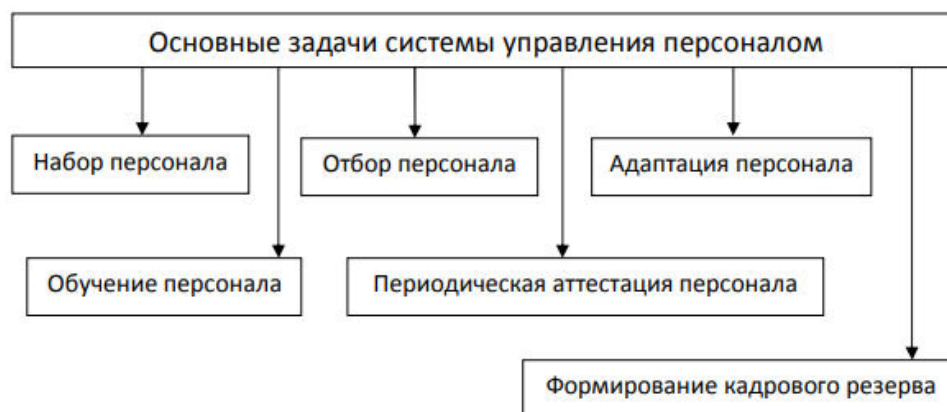 Основные задачи системы управления персоналом
Набор персонала
Отбор персонала
Адаптация персонала
Обучение персонала
Периодическая аттестация персонала
Формирование кадрового резерва